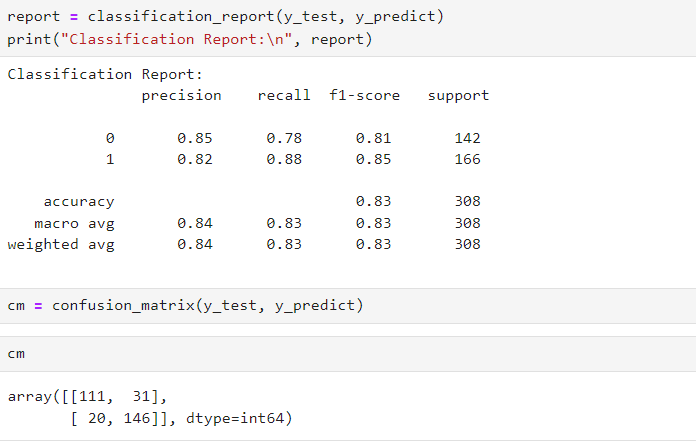 report = classification_report(y_test, y_predict)
print("Classification Report:\n", report)
Classification Report:
               precision    recall  f1-score   support

           0       0.85      0.78      0.81       142
           1       0.82      0.88      0.85       166

    accuracy                           0.83       308
   macro avg       0.84      0.83      0.83       308
weighted avg       0.84      0.83      0.83       308

cm = confusion_matrix(y_test, y_predict)
cm
array([[111,  31],
       [ 20, 146]], dtype=int64)